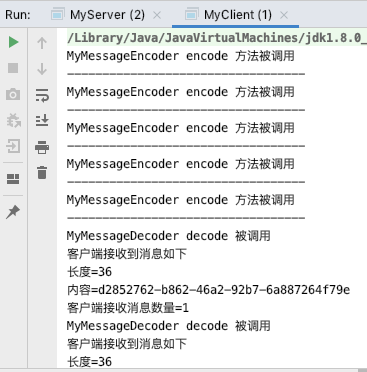 Run:
MyServer (2)
MyClient (1)
/Library/Java/JavaVirtualMachines/jdk1.8.0_
MyMessageEncoder encode 方法被调用
---------------------------------
MyMessageEncoder encode 方法被调用
---------------------------------
MyMessageEncoder encode 方法被调用
---------------------------------
MyMessageEncoder encode 方法被调用
---------------------------------
MyMessageEncoder encode 方法被调用
---------------------------------
MyMessageDecoder decode 被调用
客户端接收到消息如下
长度=36
内容=d2852762-b862-46a2-92b7-6a887264f79e
客户端接收消息数量=1
MyMessageDecoder decode 被调用
客户端接收到消息如下
长度=36